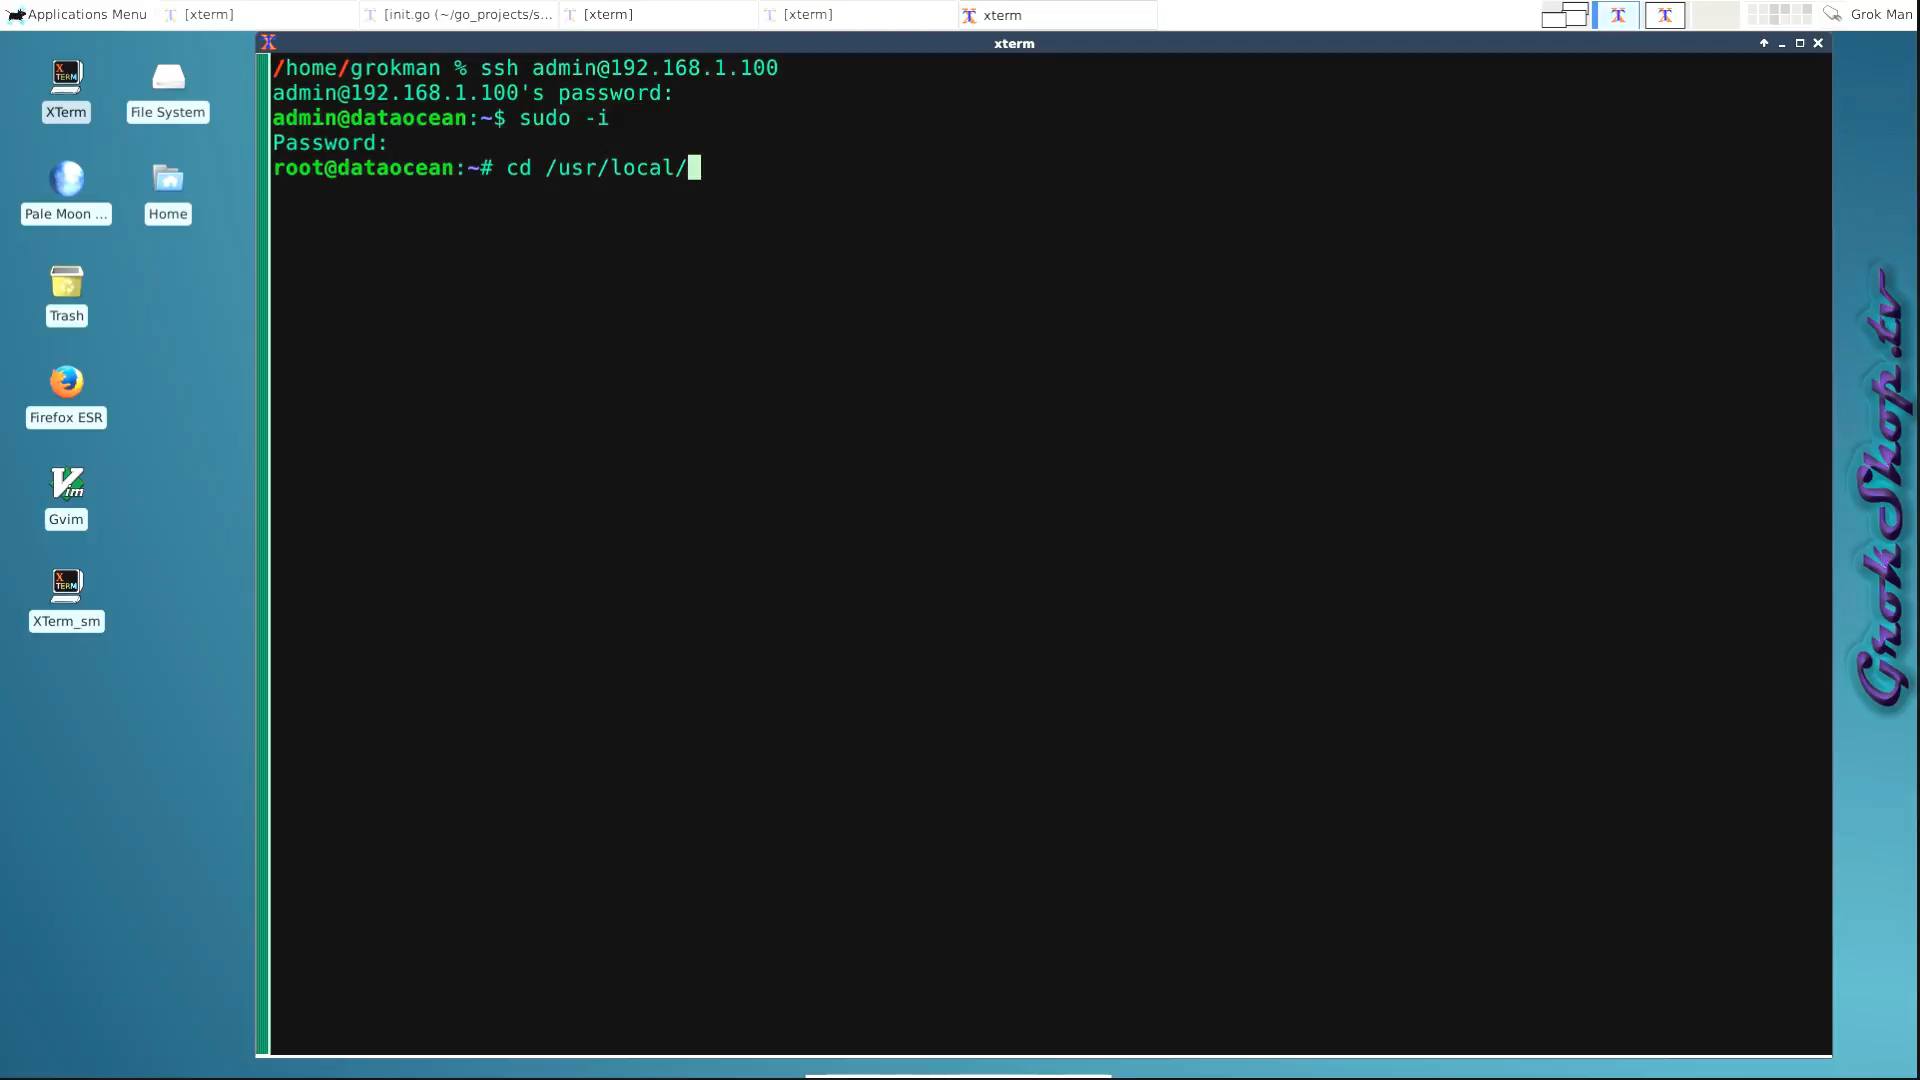 Applications Menu
[xterm]
[init.go (~/go_projects/s...
[xterm]
[xterm]
xterm
Grok Man
xterm
/home/grokman % ssh admin@192.168.1.100
admin@192.168.1.100's password:
admin@dataocean:~$ sudo -i
Password:
root@dataocean:~# cd /usr/local/
XTerm
File System
Pale Moon ...
Home
Trash
Firefox ESR
Gvim
XTerm_sm
GrokShop.tv